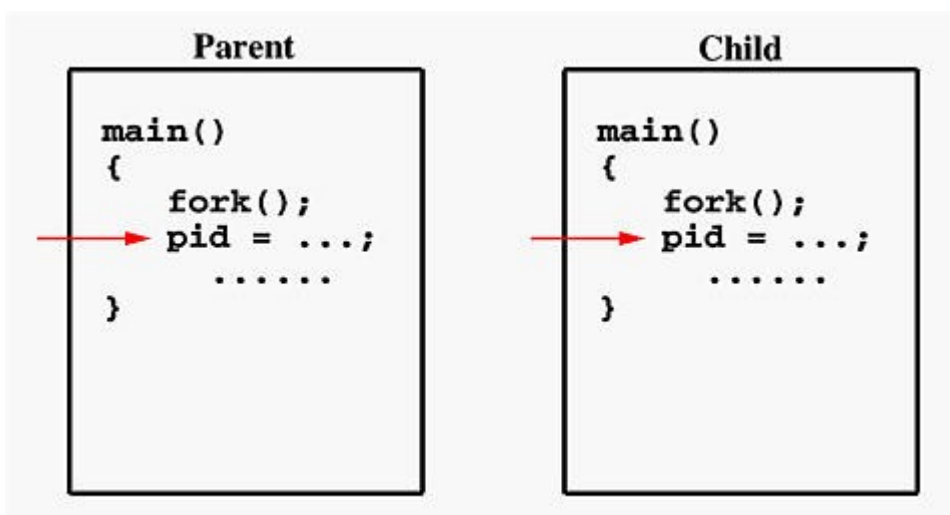 Parent
main()
{
fork();
pid = ...;
......
}
Child
main()
{
fork();
pid = ...;
......
}